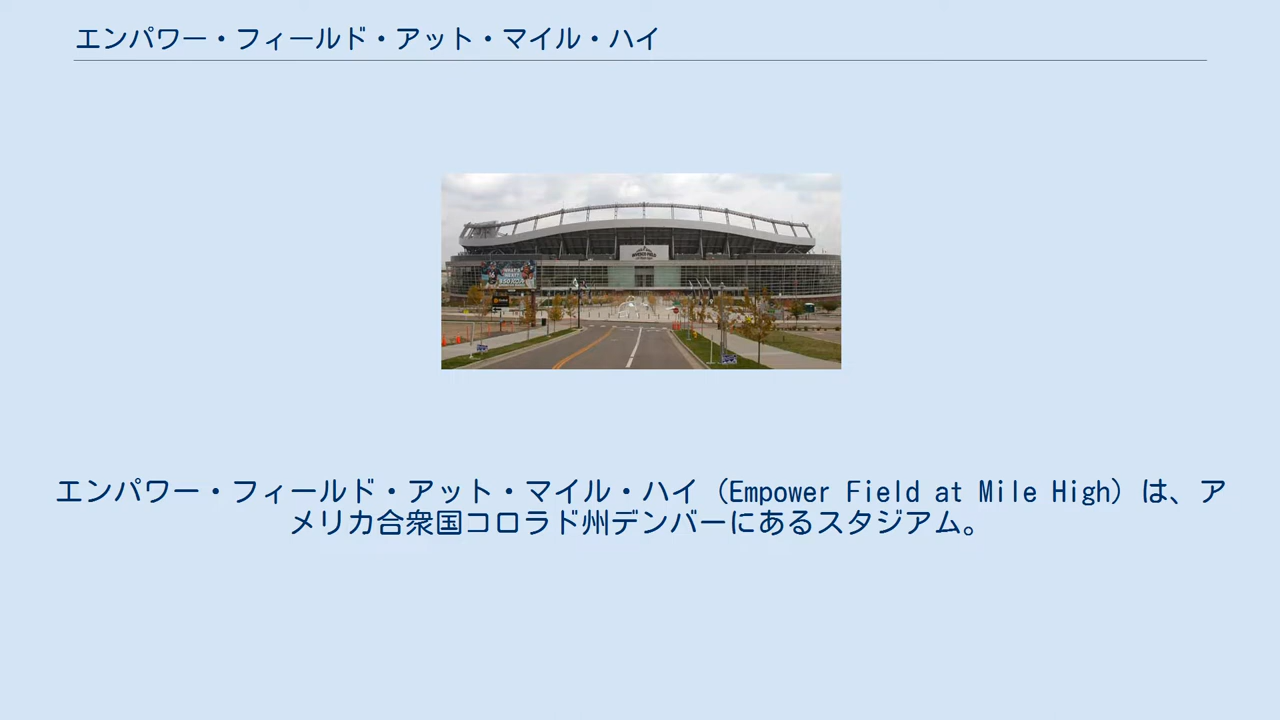 エンパワー・フィールド・アット・マイル・ハイ
エンパワー・フィールド・アット・マイル・ハイ（Empower Field at Mile High）は、ア
メリカ合衆国コロラド州デンバーにあるスタジアム。